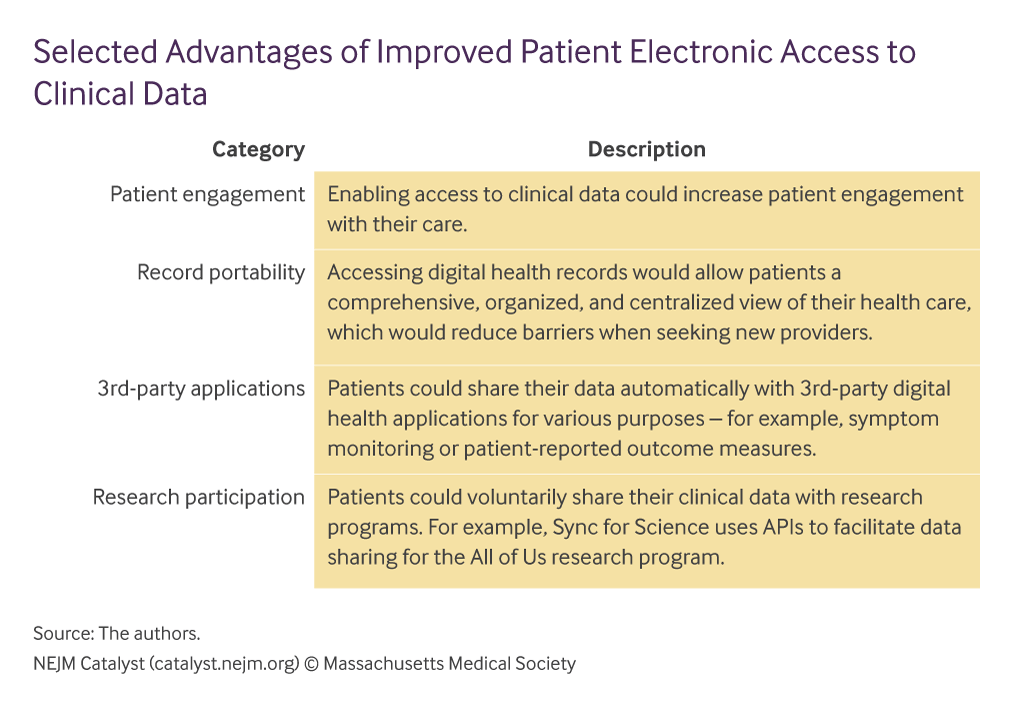 Selected Advantages of Improved Patient Electronic Access to
Clinical Data
Category Description
Patient engagement Enabling access to clinical data could increase patient engagement
with their care.
Record portability Accessing digital health records would allow patients a
comprehensive, organized, and centralized view of their health care,
which would reduce barriers when seeking new providers.
3rd-party applications Patients could share their data automatically with 3rd-party digital
health applications for various purposes – for example, symptom
monitoring or patient-reported outcome measures.
Research participation Patients could voluntarily share their clinical data with research
programs. For example, Sync for Science uses APIs to facilitate data
sharing for the All of Us research program.
Source: The authors.
NEJM Catalyst (catalyst.nejm.org) © Massachusetts Medical Society